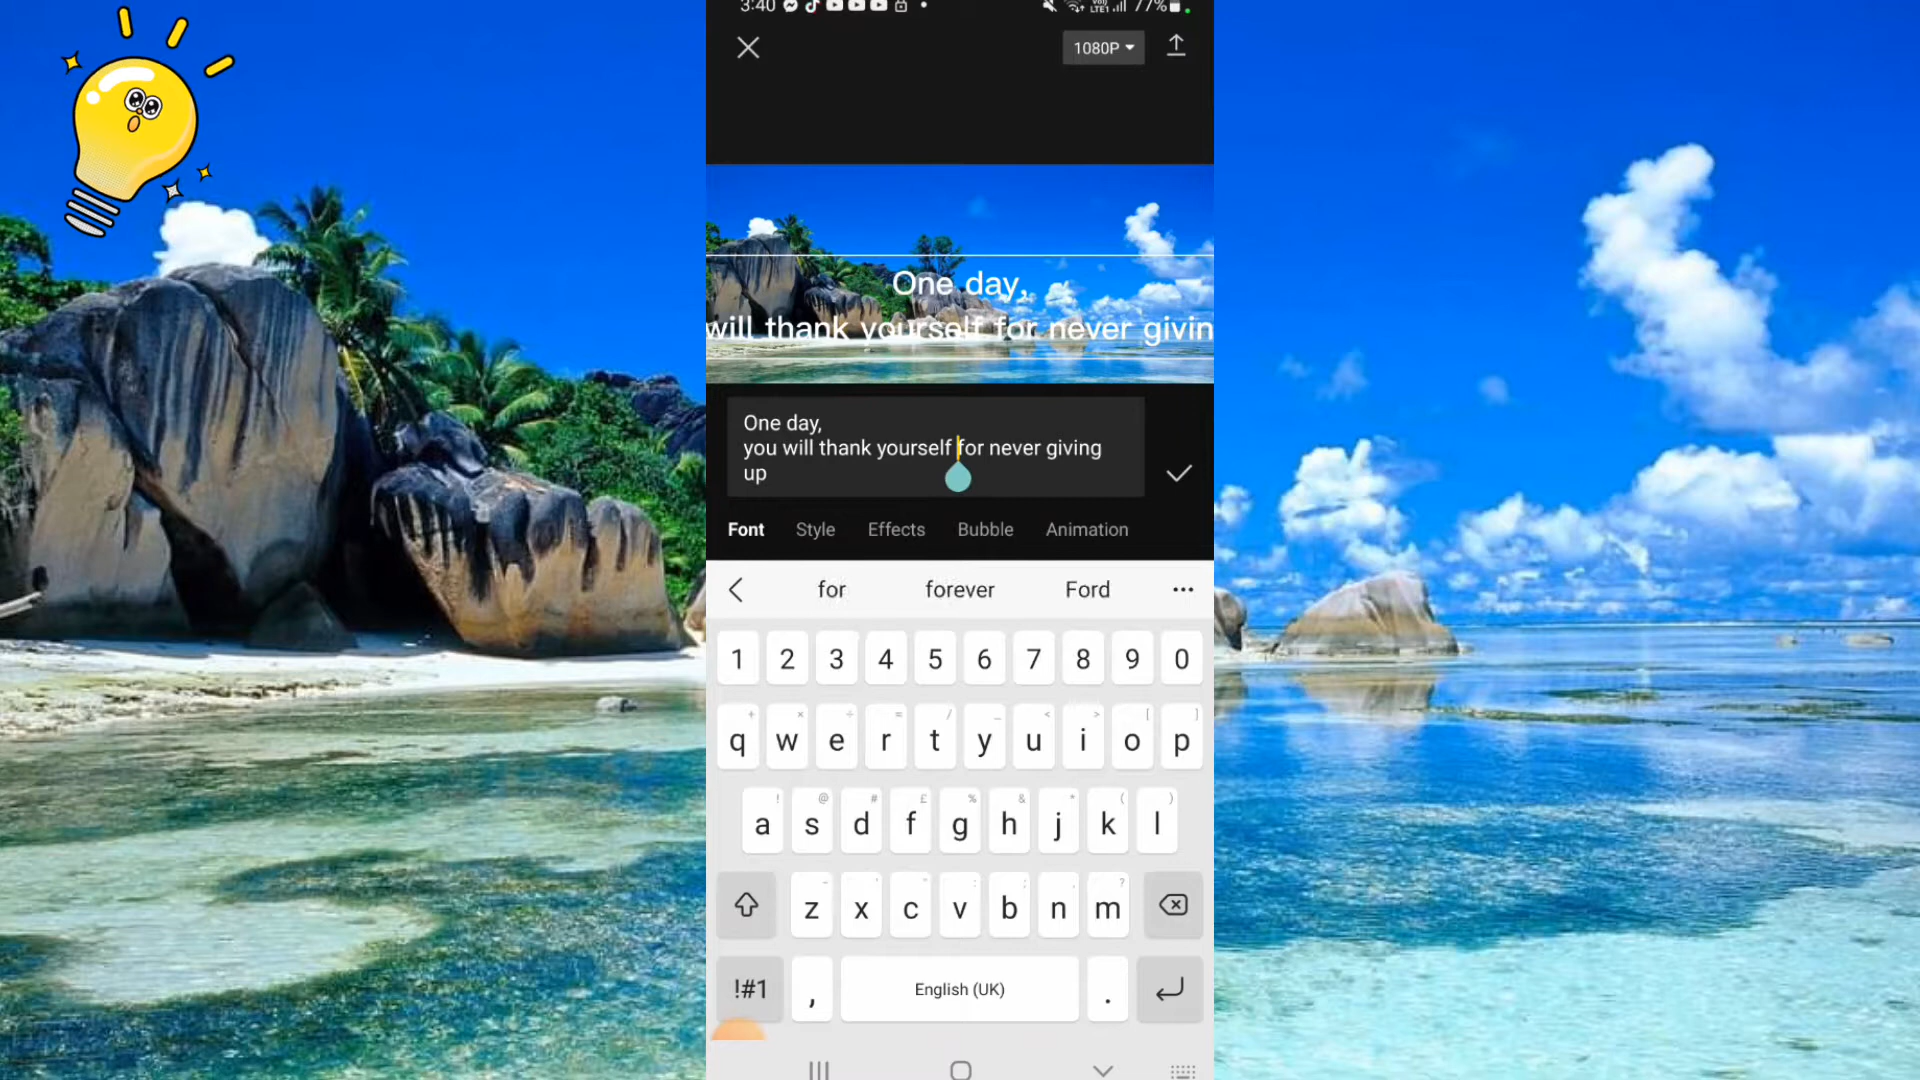 3:40
LTE1
77%
1080P
One day,
will thank yourself for never givin
One day,
you will thank yourself for never giving
up
Font Style Effects Bubble Animation
for forever Ford
1 2 3 4 5 6 7 8 9 0
q w e r t y u i o p
a s d f g h j k l
z x c v b n m
!#1 , English (UK) .